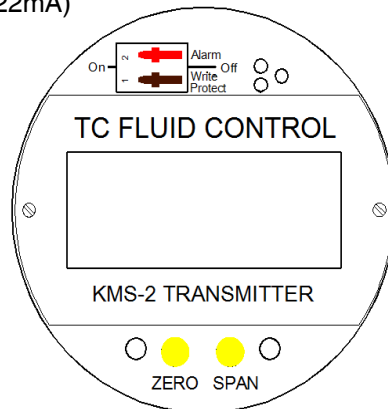 22mA)
2 Alarm
On Off
1 Write
Protect
TC FLUID CONTROL
KMS-2 TRANSMITTER
ZERO SPAN